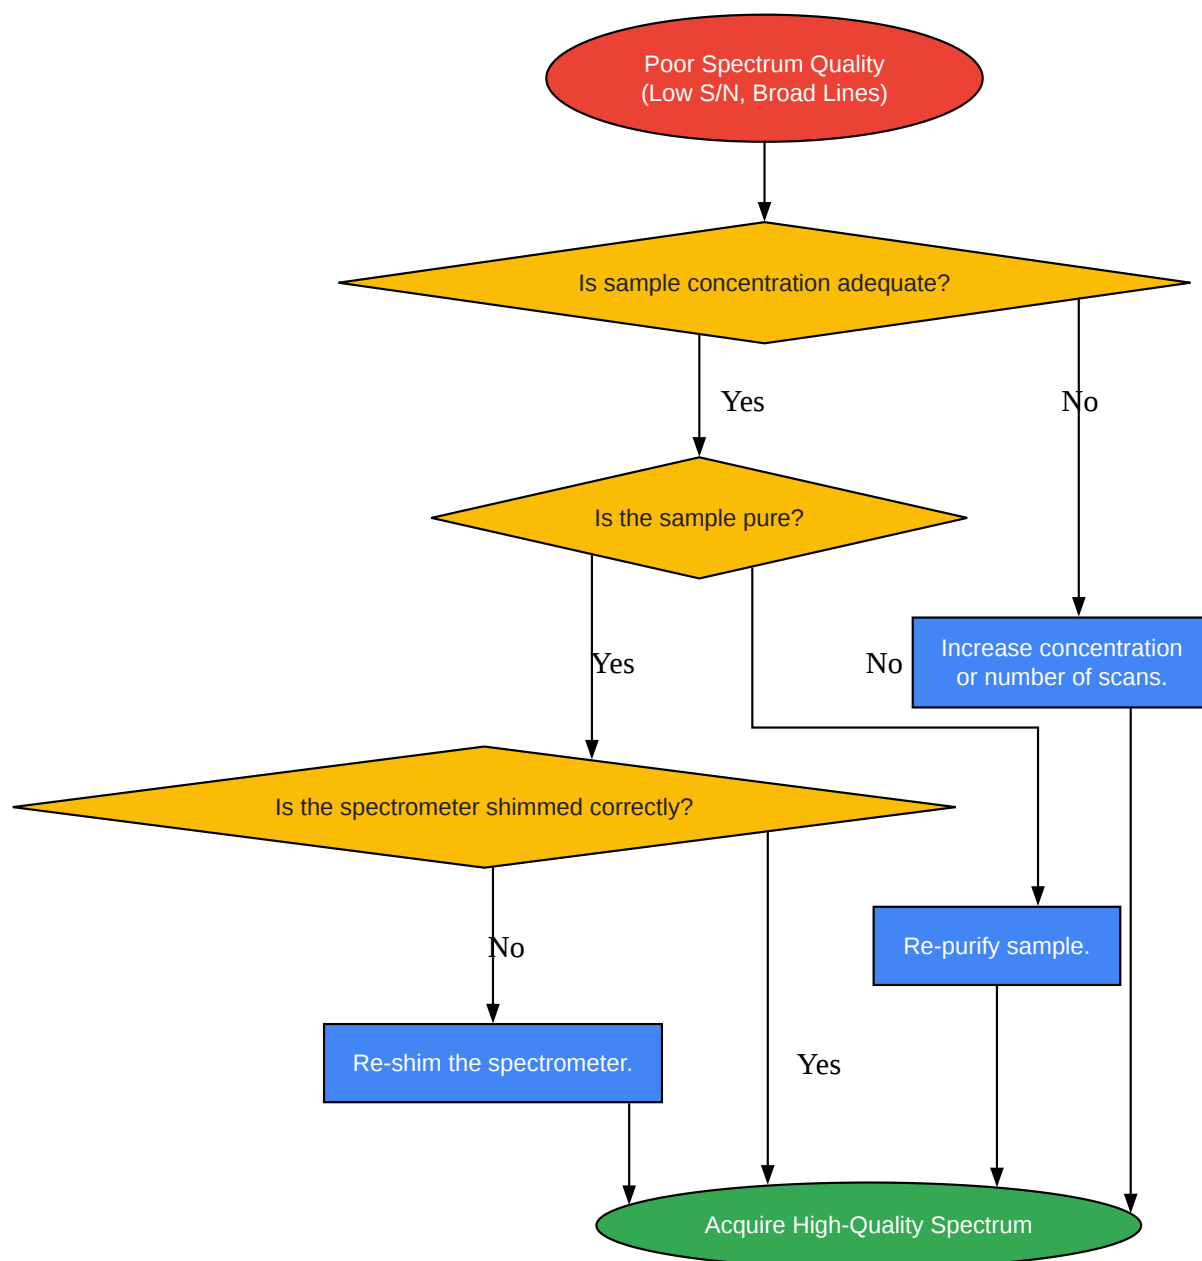 Poor Spectrum Quality
(Low S/N, Broad Lines)
Is sample concentration adequate?
Yes
No
Is the sample pure?
Yes
No
Increase concentration
or number of scans.
Is the spectrometer shimmed correctly?
No
Re-purify sample.
Re-shim the spectrometer.
Yes
Acquire High-Quality Spectrum